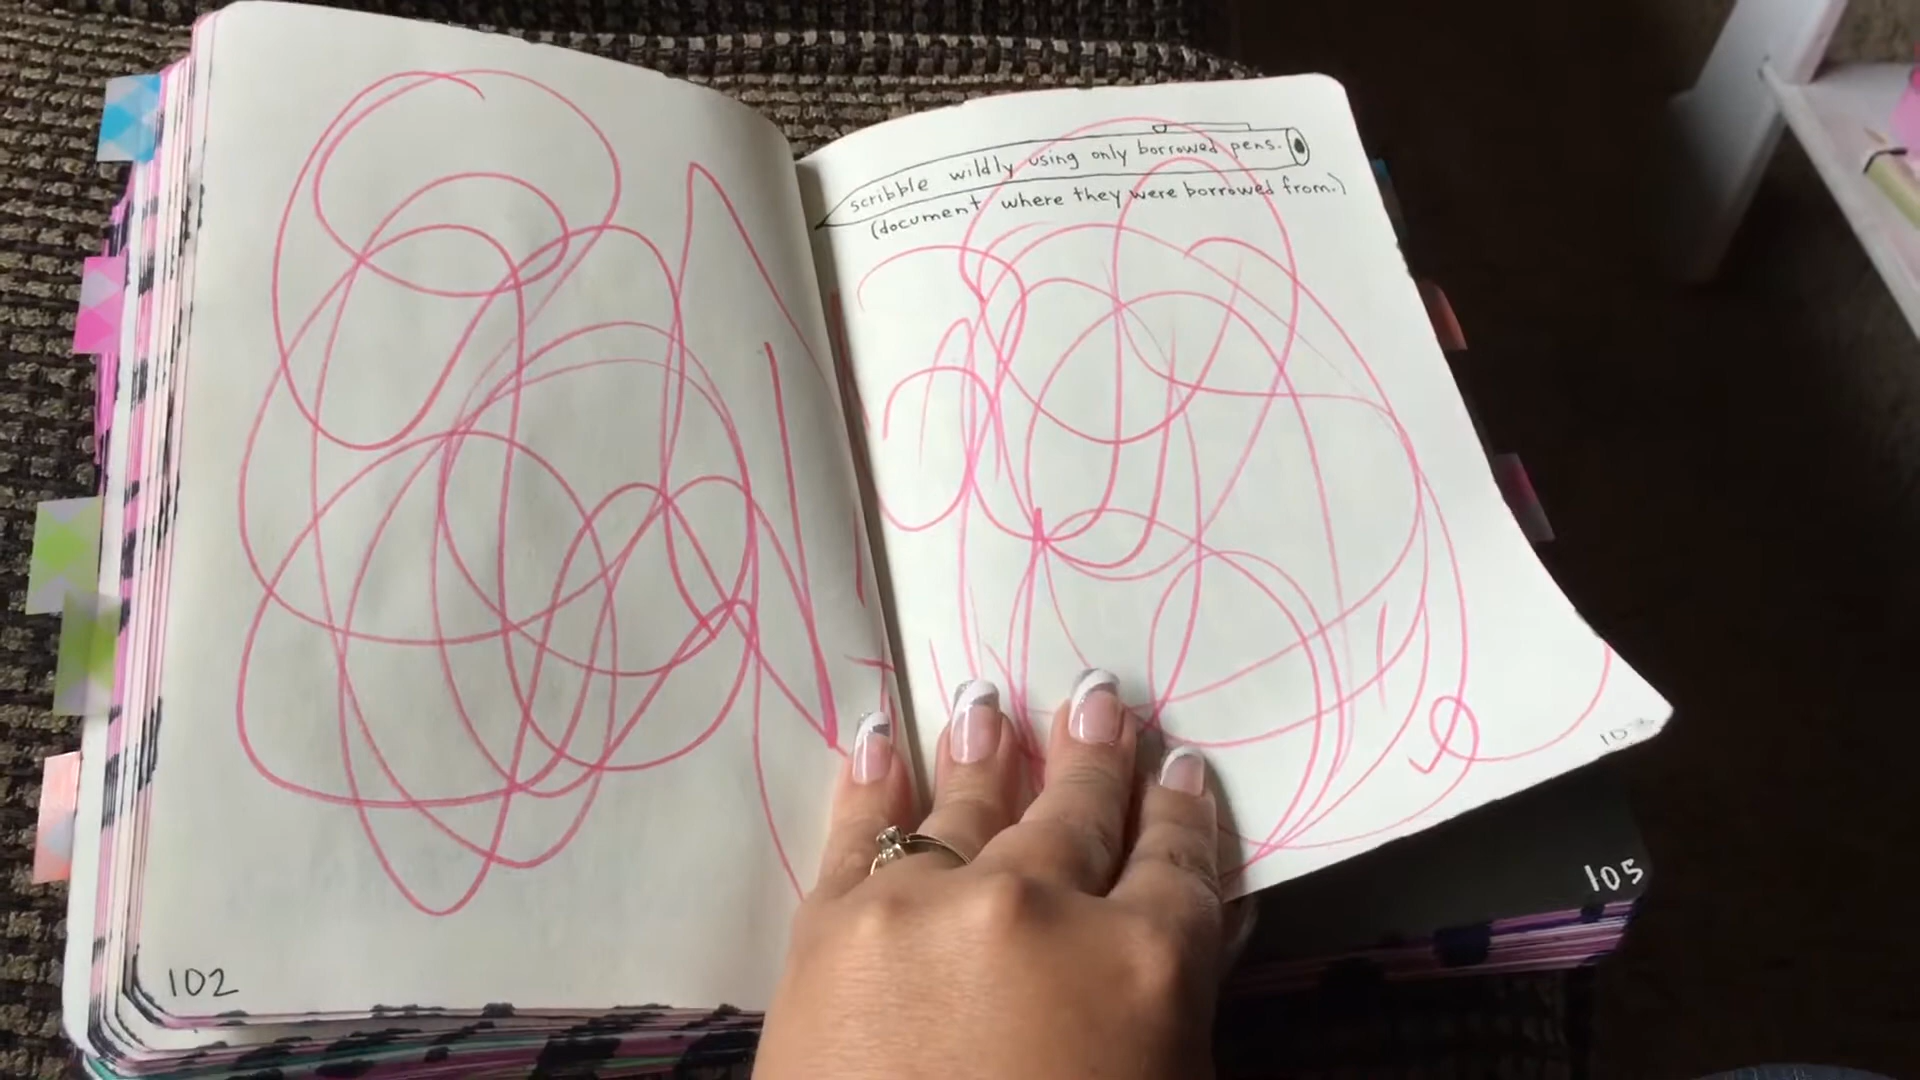 scribble wildly using only borrowed pens.
(document where they were borrowed from.)
102
105